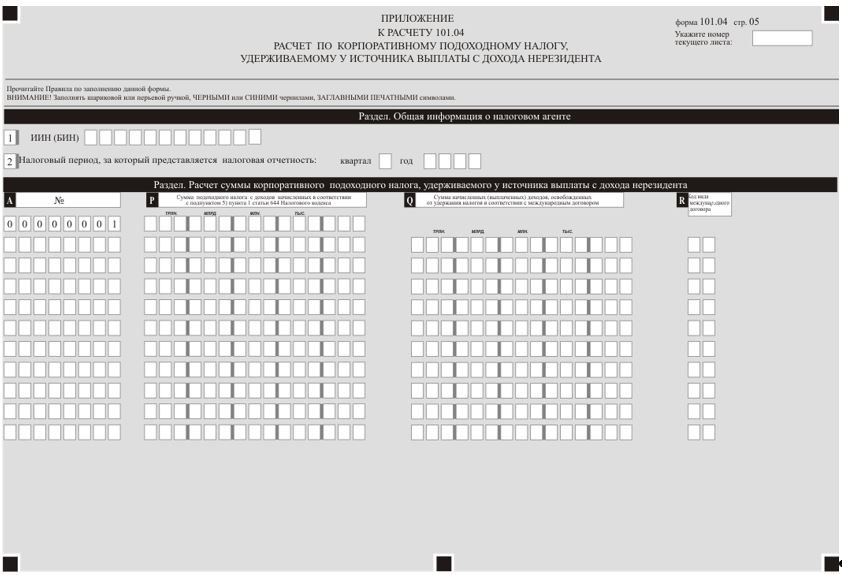 ПРИЛОЖЕНИЕ
К РАСЧЕТУ 101.04
РАСЧЕТ ПО КОРПОРАТИВНОМУ ПОДОХОДНОМУ НАЛОГУ,
УДЕРЖИВАЕМОМУ У ИСТОЧНИКА ВЫПЛАТЫ С ДОХОДА НЕРЕЗИДЕНТА
форма 101.04 стр. 05
Укажите номер
текущего листа:
Прочитайте Правила по заполнению данной формы.
ВНИМАНИЕ! Заполнять шариковой или перьевой ручкой, ЧЕРНЫМИ или СИНИМИ чернилами, ЗАГЛАВНЫМИ ПЕЧАТНЫМИ символами.
Раздел. Общая информация о налоговом агенте
1 ИИН (БИН)
2 Налоговый период, за который представляется налоговая отчетность: квартал год
Раздел. Расчет суммы корпоративного подоходного налога, удерживаемого у источника выплаты с дохода нерезидента
A №
P Сумма подоходного налога с доходов начисленных в соответствии
с подпунктом 5) пункта 1 статьи 644 Налогового кодекса
Q Сумма начисленных (выплаченных) доходов, освобожденных
от удержания налогов в соответствии с международным договором
R Код вида
международного
договора
ТРЛН. МЛРД. МЛН. ТЫС.
0 0 0 0 0 0 0 1
ТРЛН. МЛРД. МЛН. ТЫС.